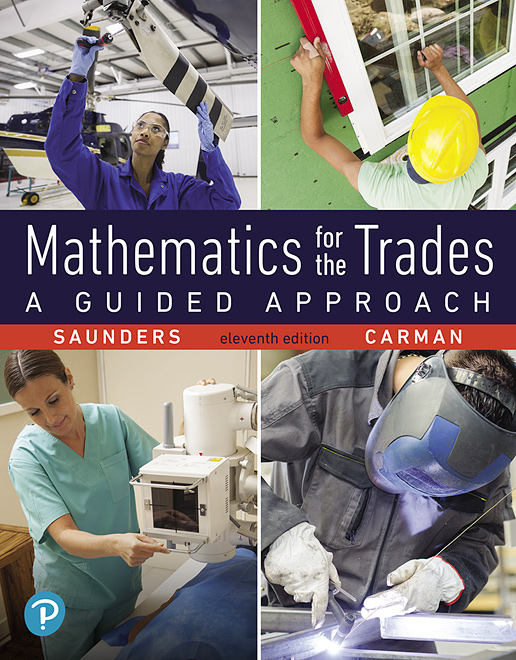 Mathematics for the Trades
A GUIDED APPROACH
SAUNDERS eleventh edition CARMAN
P